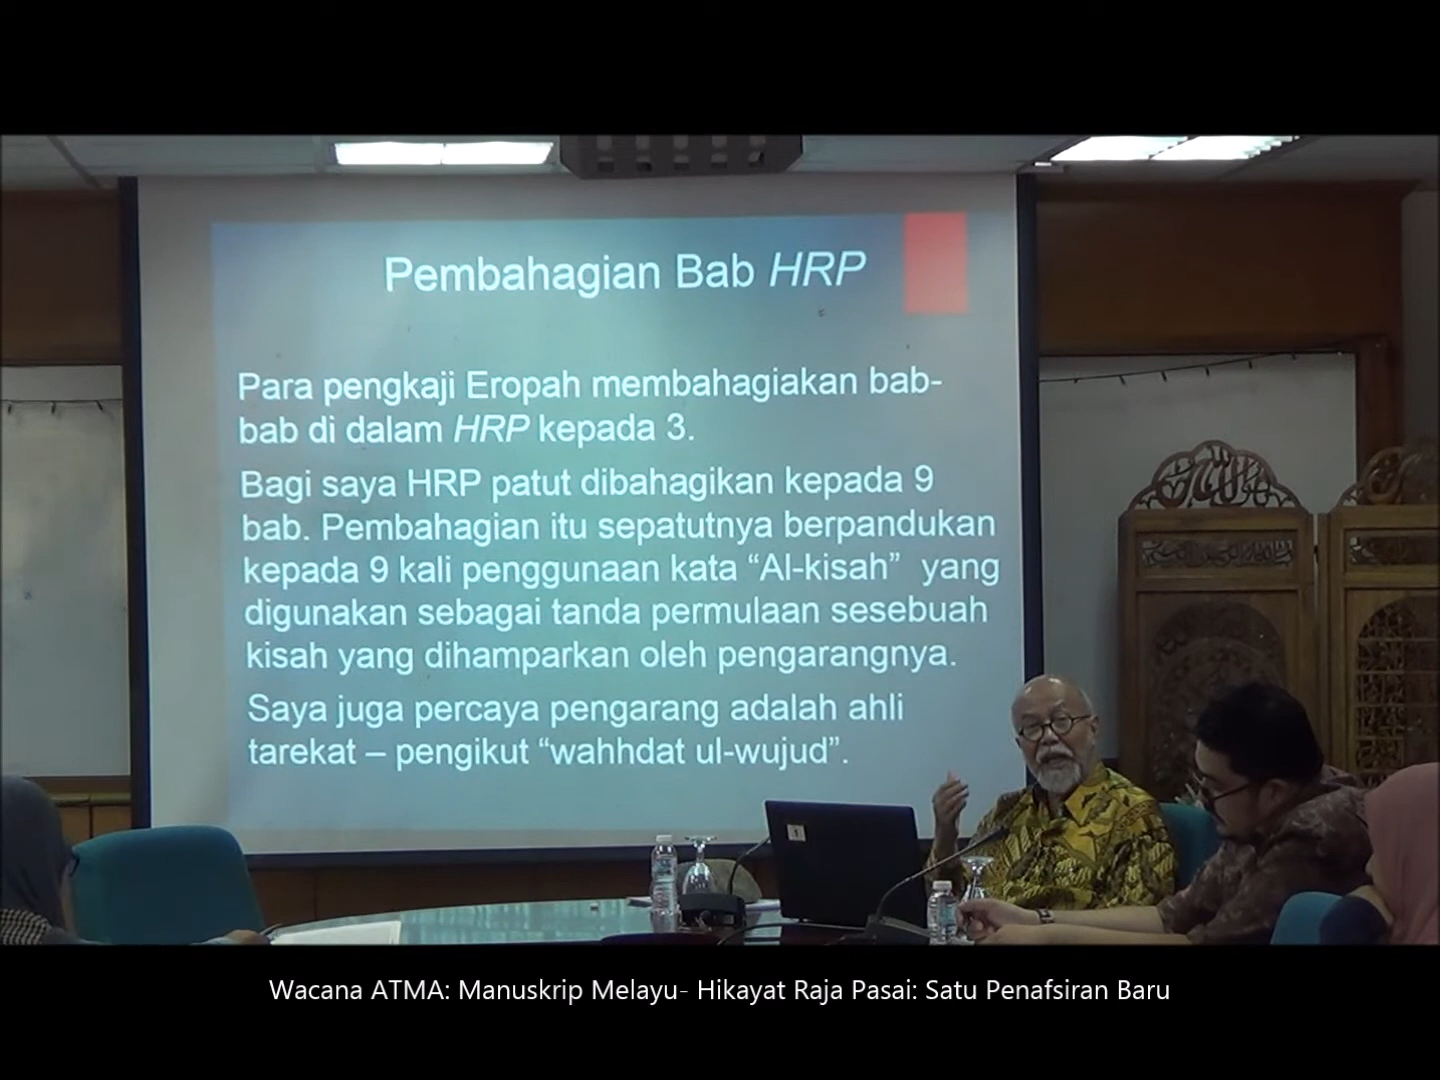 Pembahagian Bab HRP
Para pengkaji Eropah membahagiakan bab-
bab di dalam HRP kepada 3.
Bagi saya HRP patut dibahagikan kepada 9
bab. Pembahagian itu sepatutnya berpandukan
kepada 9 kali penggunaan kata “Al-kisah” yang
digunakan sebagai tanda permulaan sesebuah
kisah yang dihamparkan oleh pengarangnya.
Saya juga percaya pengarang adalah ahli
tarekat – pengikut “wahhdat ul-wujud”.
1
Wacana ATMA: Manuskrip Melayu- Hikayat Raja Pasai: Satu Penafsiran Baru